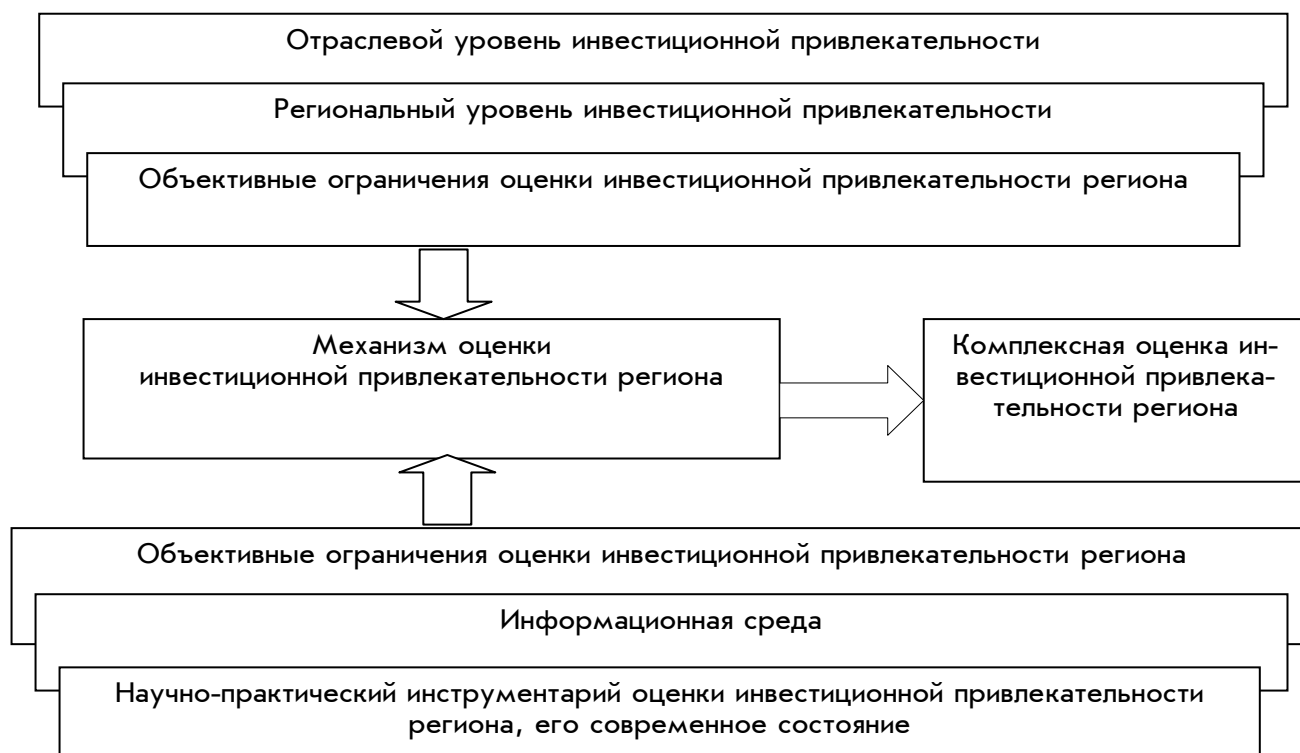 Отраслевой уровень инвестиционной привлекательности
Региональный уровень инвестиционной привлекательности
Объективные ограничения оценки инвестиционной привлекательности региона
Механизм оценки
инвестиционной привлекательности региона
Комплексная оценка ин-
вестиционной привлека-
тельности региона
Объективные ограничения оценки инвестиционной привлекательности региона
Информационная среда
Научно-практический инструментарий оценки инвестиционной привлекательности
региона, его современное состояние